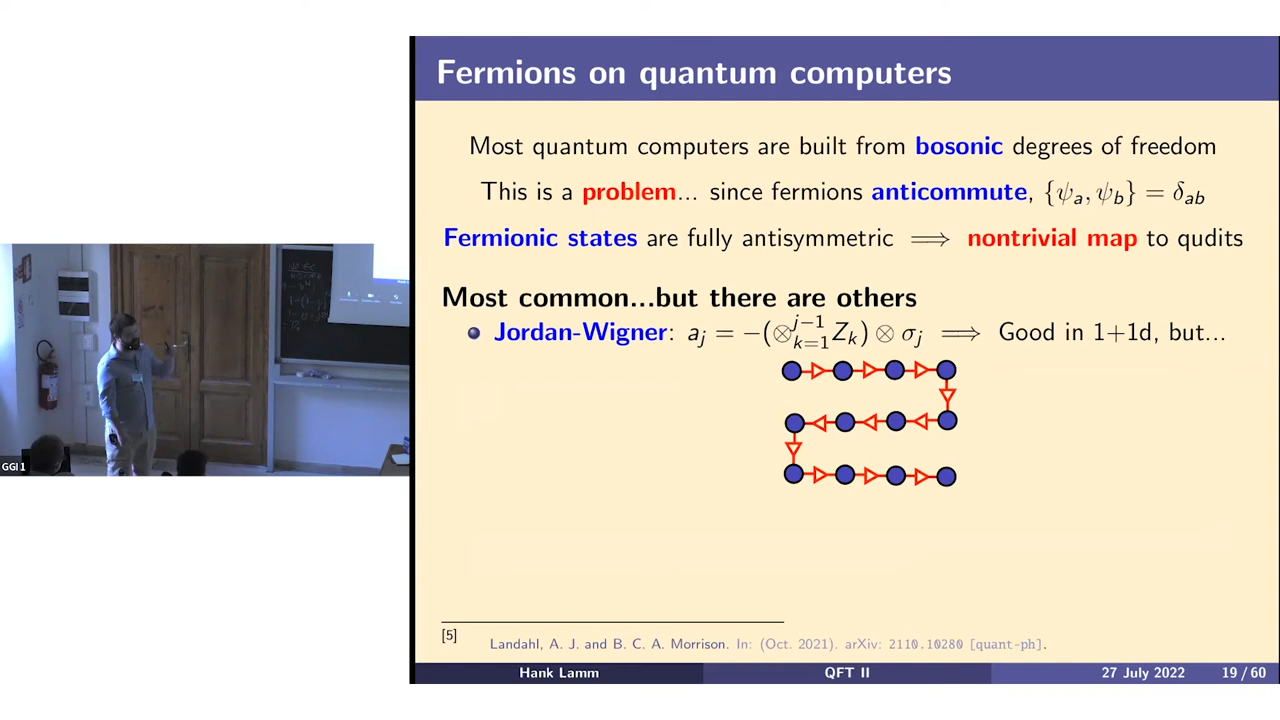 Fermions on quantum computers
Most quantum computers are built from bosonic degrees of freedom
This is a problem... since fermions anticommute, {ψ_a, ψ_b} = δ_ab
Fermionic states are fully antisymmetric ⟹ nontrivial map to qudits
Most common...but there are others
Jordan-Wigner: a_j = −(⊗_{k=1}^{j−1} Z_k) ⊗ σ_j ⟹ Good in 1+1d, but...
[5]
Landahl, A. J. and B. C. A. Morrison. In: (Oct. 2021). arXiv: 2110.10280 [quant-ph].
Hank Lamm QFT II 27 July 2022 19 / 60
GGI 1